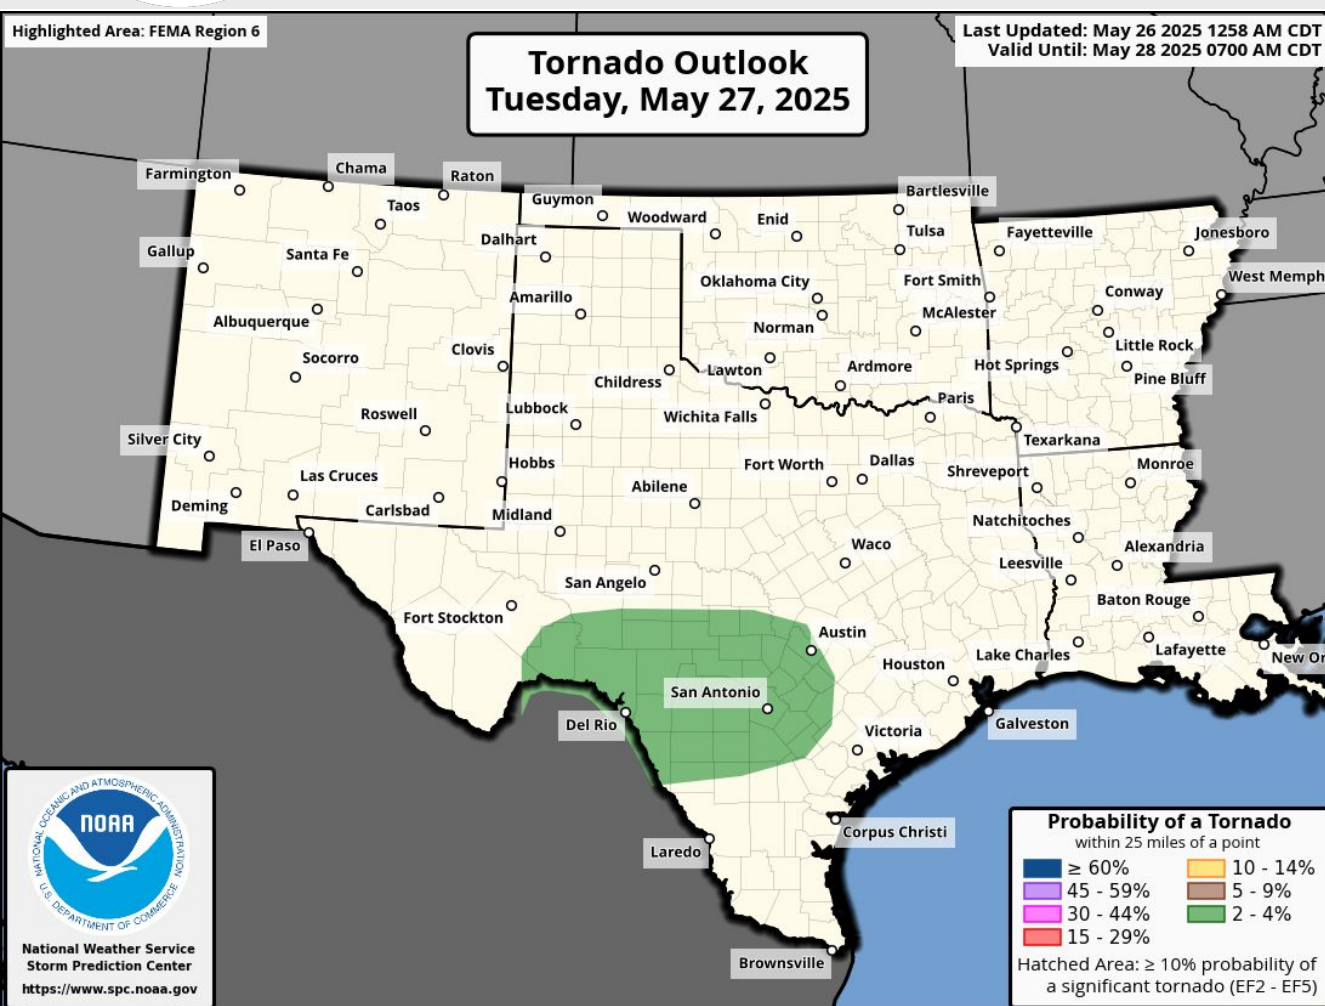 Highlighted Area: FEMA Region 6
Last Updated: May 26 2025 1258 AM CDT
Valid Until: May 28 2025 0700 AM CDT
Tornado Outlook
Tuesday, May 27, 2025
Farmington
Chama
Raton
Taos
Guymon
Woodward
Enid
Bartlesville
Tulsa
Fayetteville
Jonesboro
Gallup
Santa Fe
Dalhart
Oklahoma City
Fort Smith
West Memph
Conway
Amarillo
Albuquerque
Norman
McAlester
Little Rock
Socorro
Clovis
Childress
Lawton
Ardmore
Hot Springs
Pine Bluff
Roswell
Lubbock
Wichita Falls
Paris
Texarkana
Silver City
Las Cruces
Hobbs
Fort Worth
Dallas
Shreveport
Monroe
Deming
Carlsbad
Midland
Abilene
Natchitoches
El Paso
Waco
Alexandria
San Angelo
Leesville
Fort Stockton
Baton Rouge
Austin
Houston
Lake Charles
Lafayette
New Or
San Antonio
Del Rio
Victoria
Galveston
Corpus Christi
Laredo
Brownsville
NATIONAL OCEANIC AND ATMOSPHERIC ADMINISTRATION
NOAA
U.S. DEPARTMENT OF COMMERCE
National Weather Service
Storm Prediction Center
https://www.spc.noaa.gov
Probability of a Tornado
within 25 miles of a point
≥ 60%
45 - 59%
30 - 44%
15 - 29%
10 - 14%
5 - 9%
2 - 4%
Hatched Area: ≥ 10% probability of
a significant tornado (EF2 - EF5)